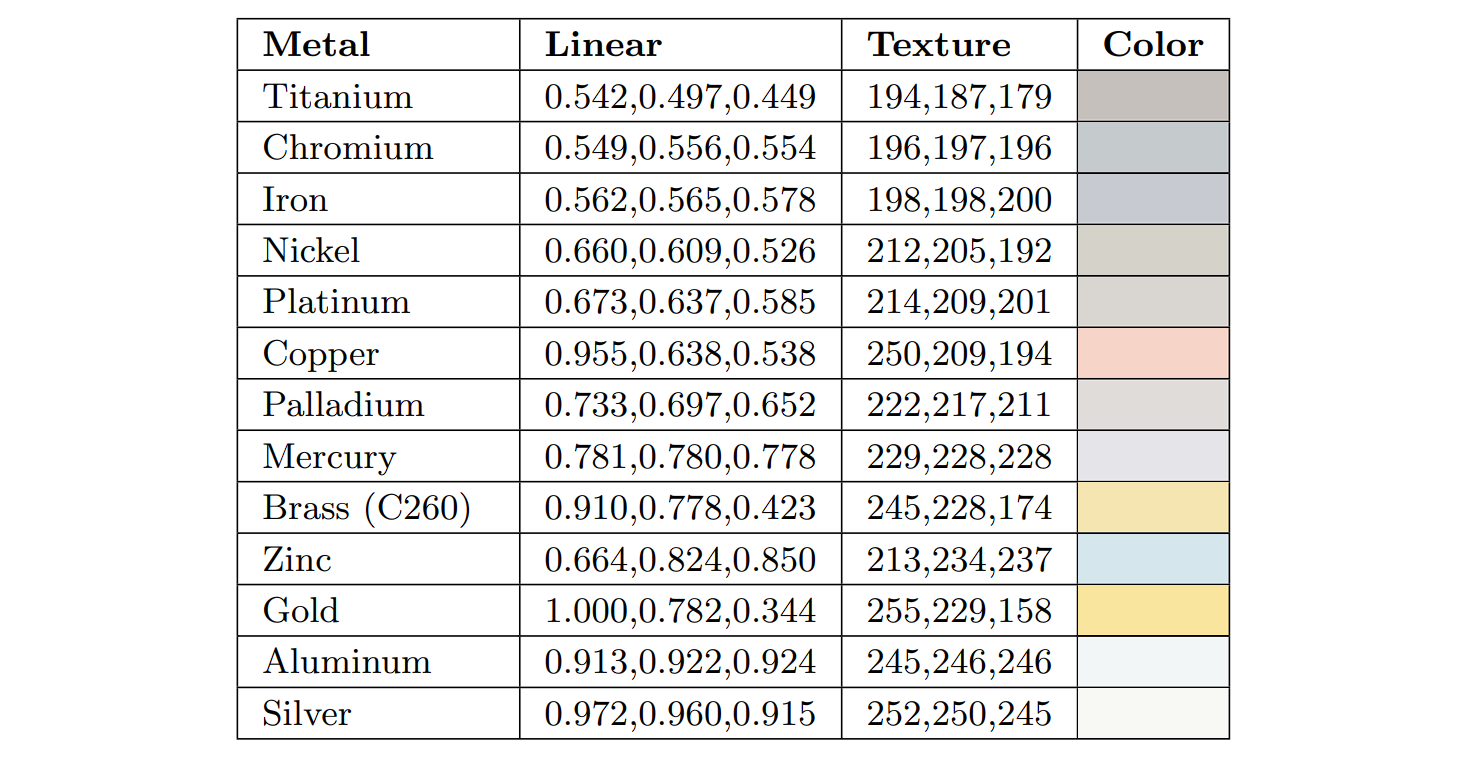 Metal Linear Texture Color
Titanium 0.542,0.497,0.449 194,187,179
Chromium 0.549,0.556,0.554 196,197,196
Iron 0.562,0.565,0.578 198,198,200
Nickel 0.660,0.609,0.526 212,205,192
Platinum 0.673,0.637,0.585 214,209,201
Copper 0.955,0.638,0.538 250,209,194
Palladium 0.733,0.697,0.652 222,217,211
Mercury 0.781,0.780,0.778 229,228,228
Brass (C260) 0.910,0.778,0.423 245,228,174
Zinc 0.664,0.824,0.850 213,234,237
Gold 1.000,0.782,0.344 255,229,158
Aluminum 0.913,0.922,0.924 245,246,246
Silver 0.972,0.960,0.915 252,250,245